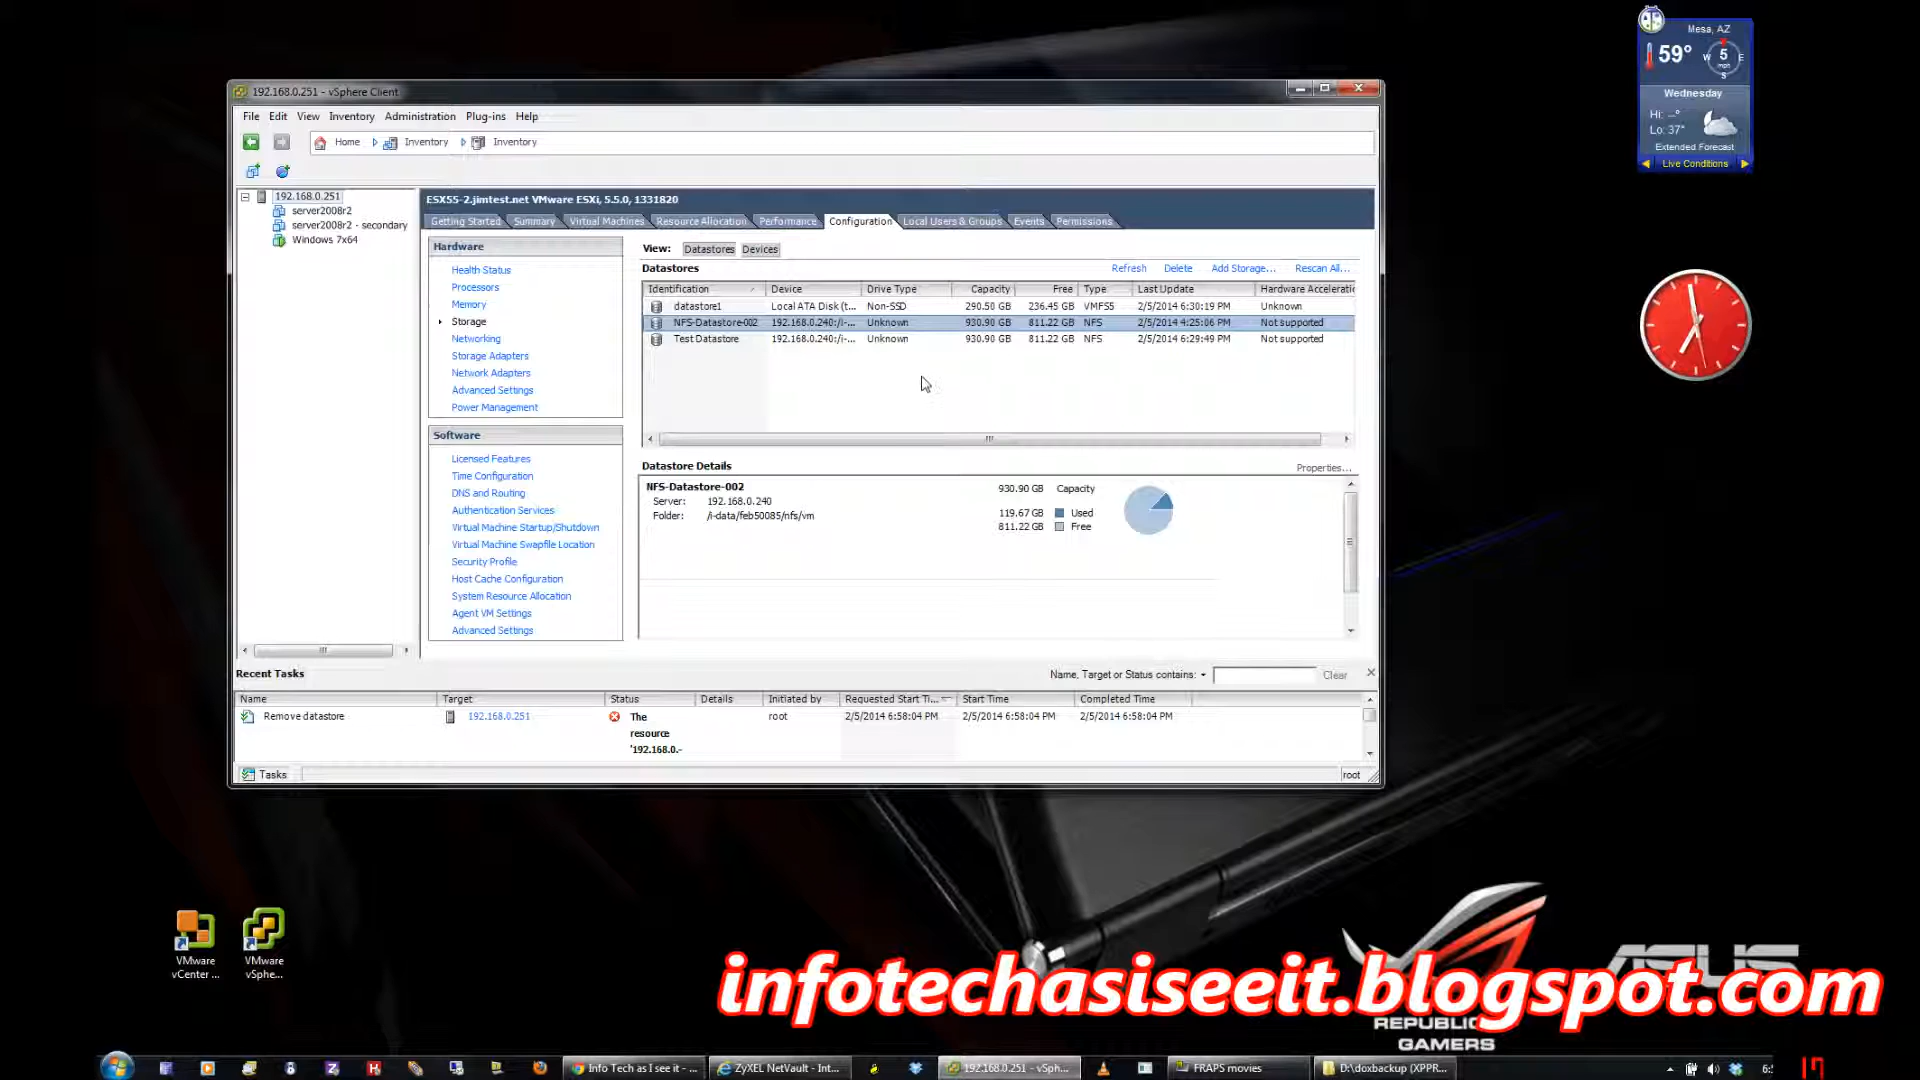 Mesa, AZ
59°
5
mph
W
E
S
Wednesday
Hi: --°
Lo: 37°
Extended Forecast
Live Conditions
192.168.0.251 - vSphere Client
File Edit View Inventory Administration Plug-ins Help
Home Inventory Inventory
192.168.0.251
server2008r2
server2008r2 - secondary
Windows 7x64
ESX55-2.jimtest.net VMware ESXi, 5.5.0, 1331820
Getting Started Summary Virtual Machines Resource Allocation Performance Configuration Local Users & Groups Events Permissions
Hardware
Health Status
Processors
Memory
Storage
Networking
Storage Adapters
Network Adapters
Advanced Settings
Power Management
Software
Licensed Features
Time Configuration
DNS and Routing
Authentication Services
Virtual Machine Startup/Shutdown
Virtual Machine Swapfile Location
Security Profile
Host Cache Configuration
System Resource Allocation
Agent VM Settings
Advanced Settings
View: Datastores Devices
Datastores Refresh Delete Add Storage... Rescan All...
Identification Device Drive Type Capacity Free Type Last Update Hardware Acceleratio
datastore1 Local ATA Disk (t... Non-SSD 290.50 GB 236.45 GB VMFS5 2/5/2014 6:30:19 PM Unknown
NFS-Datastore-002 192.168.0.240:/i-... Unknown 930.90 GB 811.22 GB NFS 2/5/2014 4:25:06 PM Not supported
Test Datastore 192.168.0.240:/i-... Unknown 930.90 GB 811.22 GB NFS 2/5/2014 6:29:49 PM Not supported
Datastore Details Properties...
NFS-Datastore-002 930.90 GB Capacity
Server: 192.168.0.240
Folder: /i-data/feb50085/nfs/vm
119.67 GB Used
811.22 GB Free
Recent Tasks Name, Target or Status contains: Clear
Name Target Status Details Initiated by Requested Start Ti... Start Time Completed Time
Remove datastore 192.168.0.251 The root 2/5/2014 6:58:04 PM 2/5/2014 6:58:04 PM 2/5/2014 6:58:04 PM
resource
'192.168.0.-
Tasks root
VMware
vCenter ...
VMware
vSphe...
infotechasiseeit.blogspot.com
ASUS
REPUBLIC
GAMERS
Info Tech as I see it - ... ZyXEL NetVault - Int... 192.168.0.251 - vSph... FRAPS movies D:\doxbackup (XPPR...
17